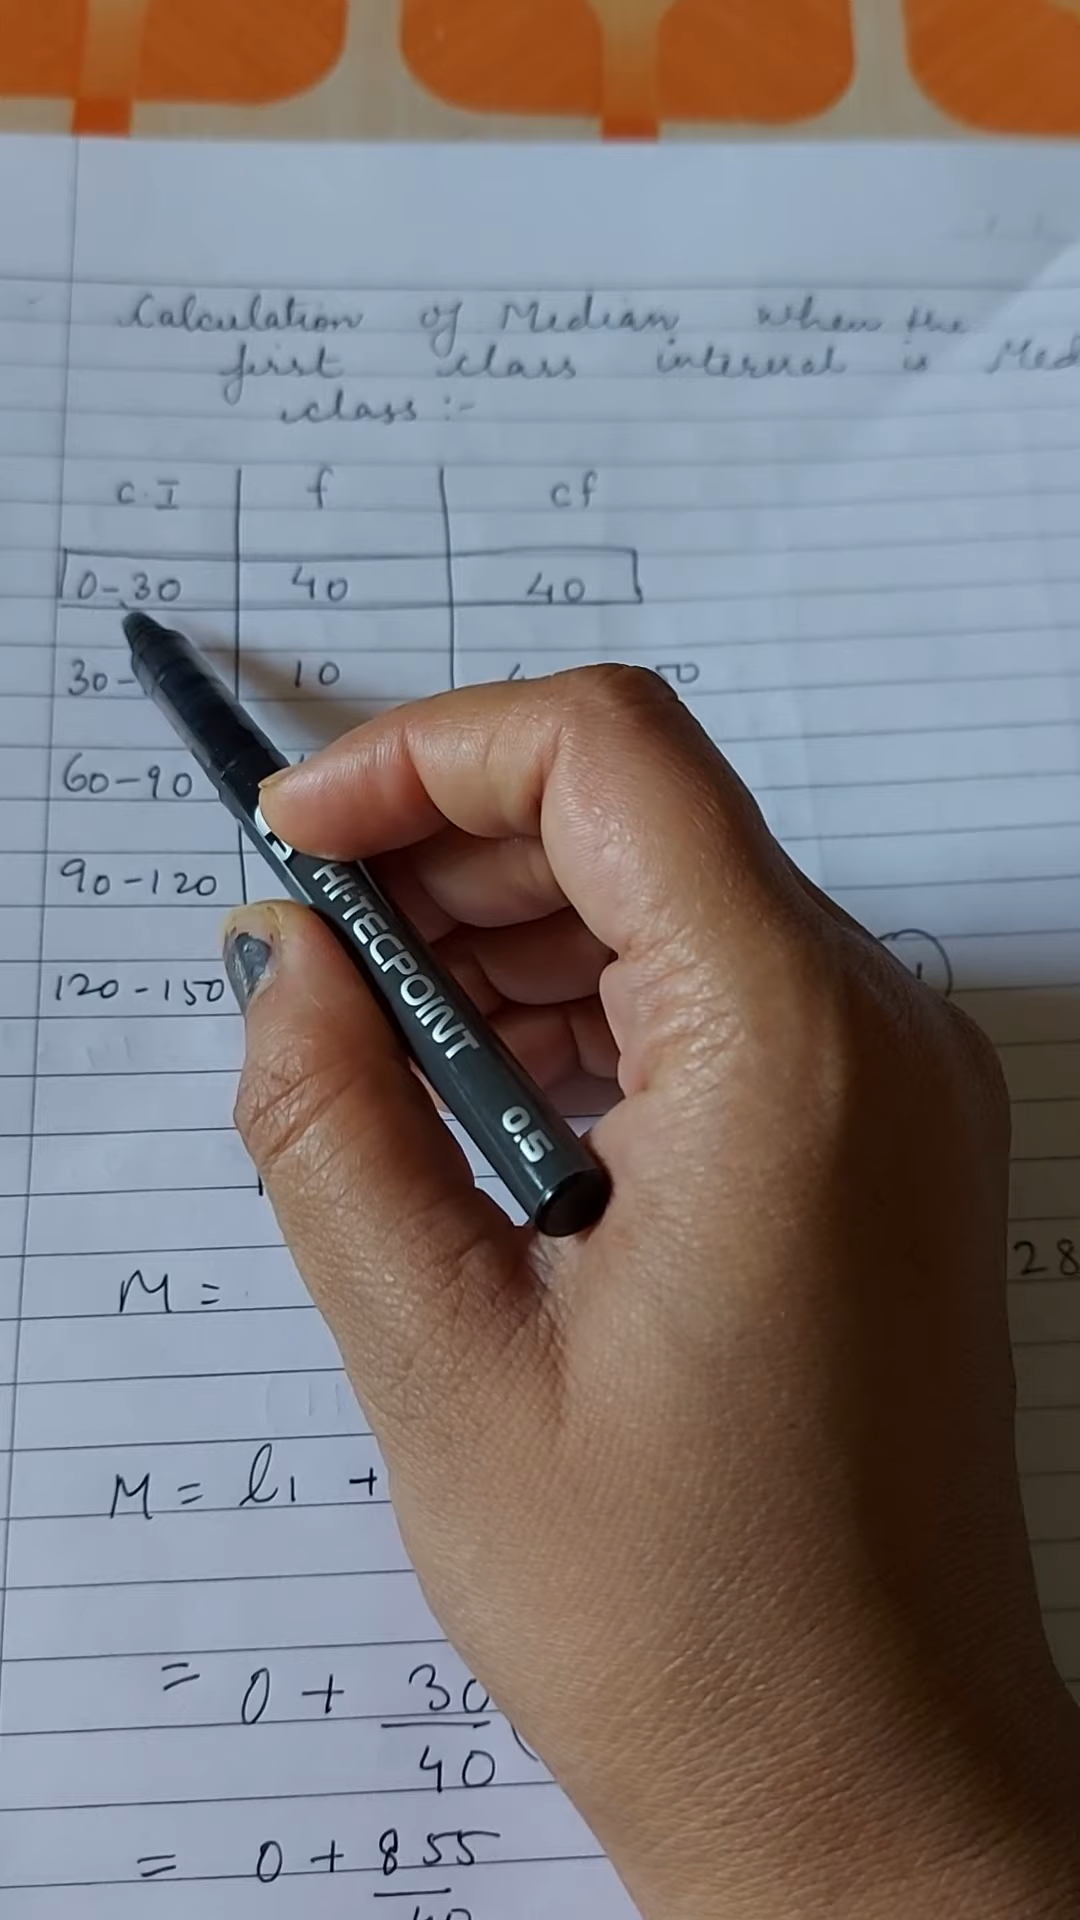 Calculation of Median when the
first class interval is Med
class :-
C.I f cf
0-30 40 40
30- 10
60-90
90-120
120-150
HI-TECPOINT 0.5
28
M =
M = l1 +
= 0 + 30
40
= 0 + 855
40